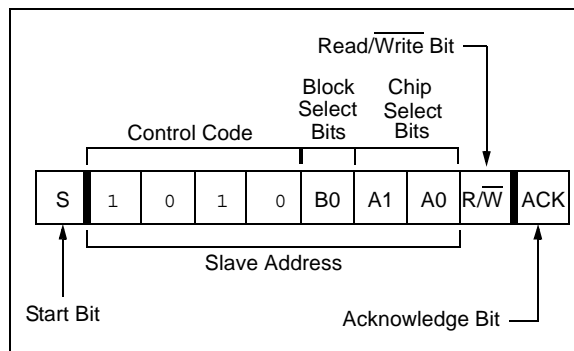 Read/Write Bit
Block
Select
Bits
Chip
Select
Bits
Control Code
S 1 0 1 0 B0 A1 A0 R/W ACK
Slave Address
Start Bit
Acknowledge Bit